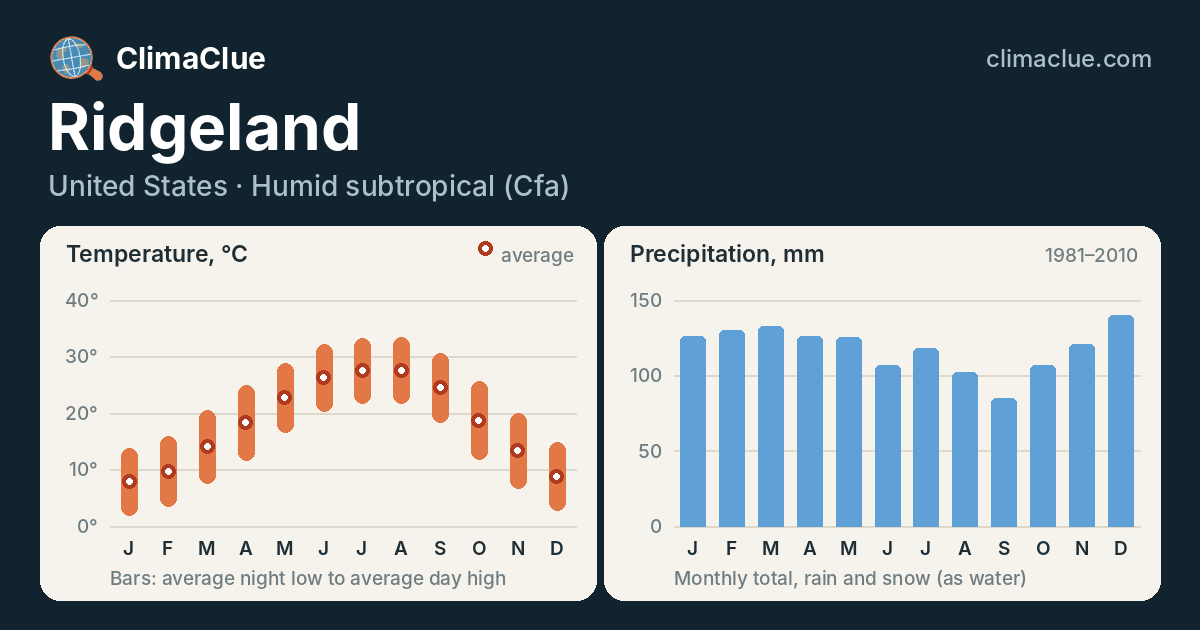 ClimaClue
climaclue.com
Ridgeland
United States · Humid subtropical (Cfa)
Temperature, °C
average
40°
30°
20°
10°
0°
J F M A M J J A S O N D
Bars: average night low to average day high
Precipitation, mm
1981–2010
150
100
50
0
J F M A M J J A S O N D
Monthly total, rain and snow (as water)